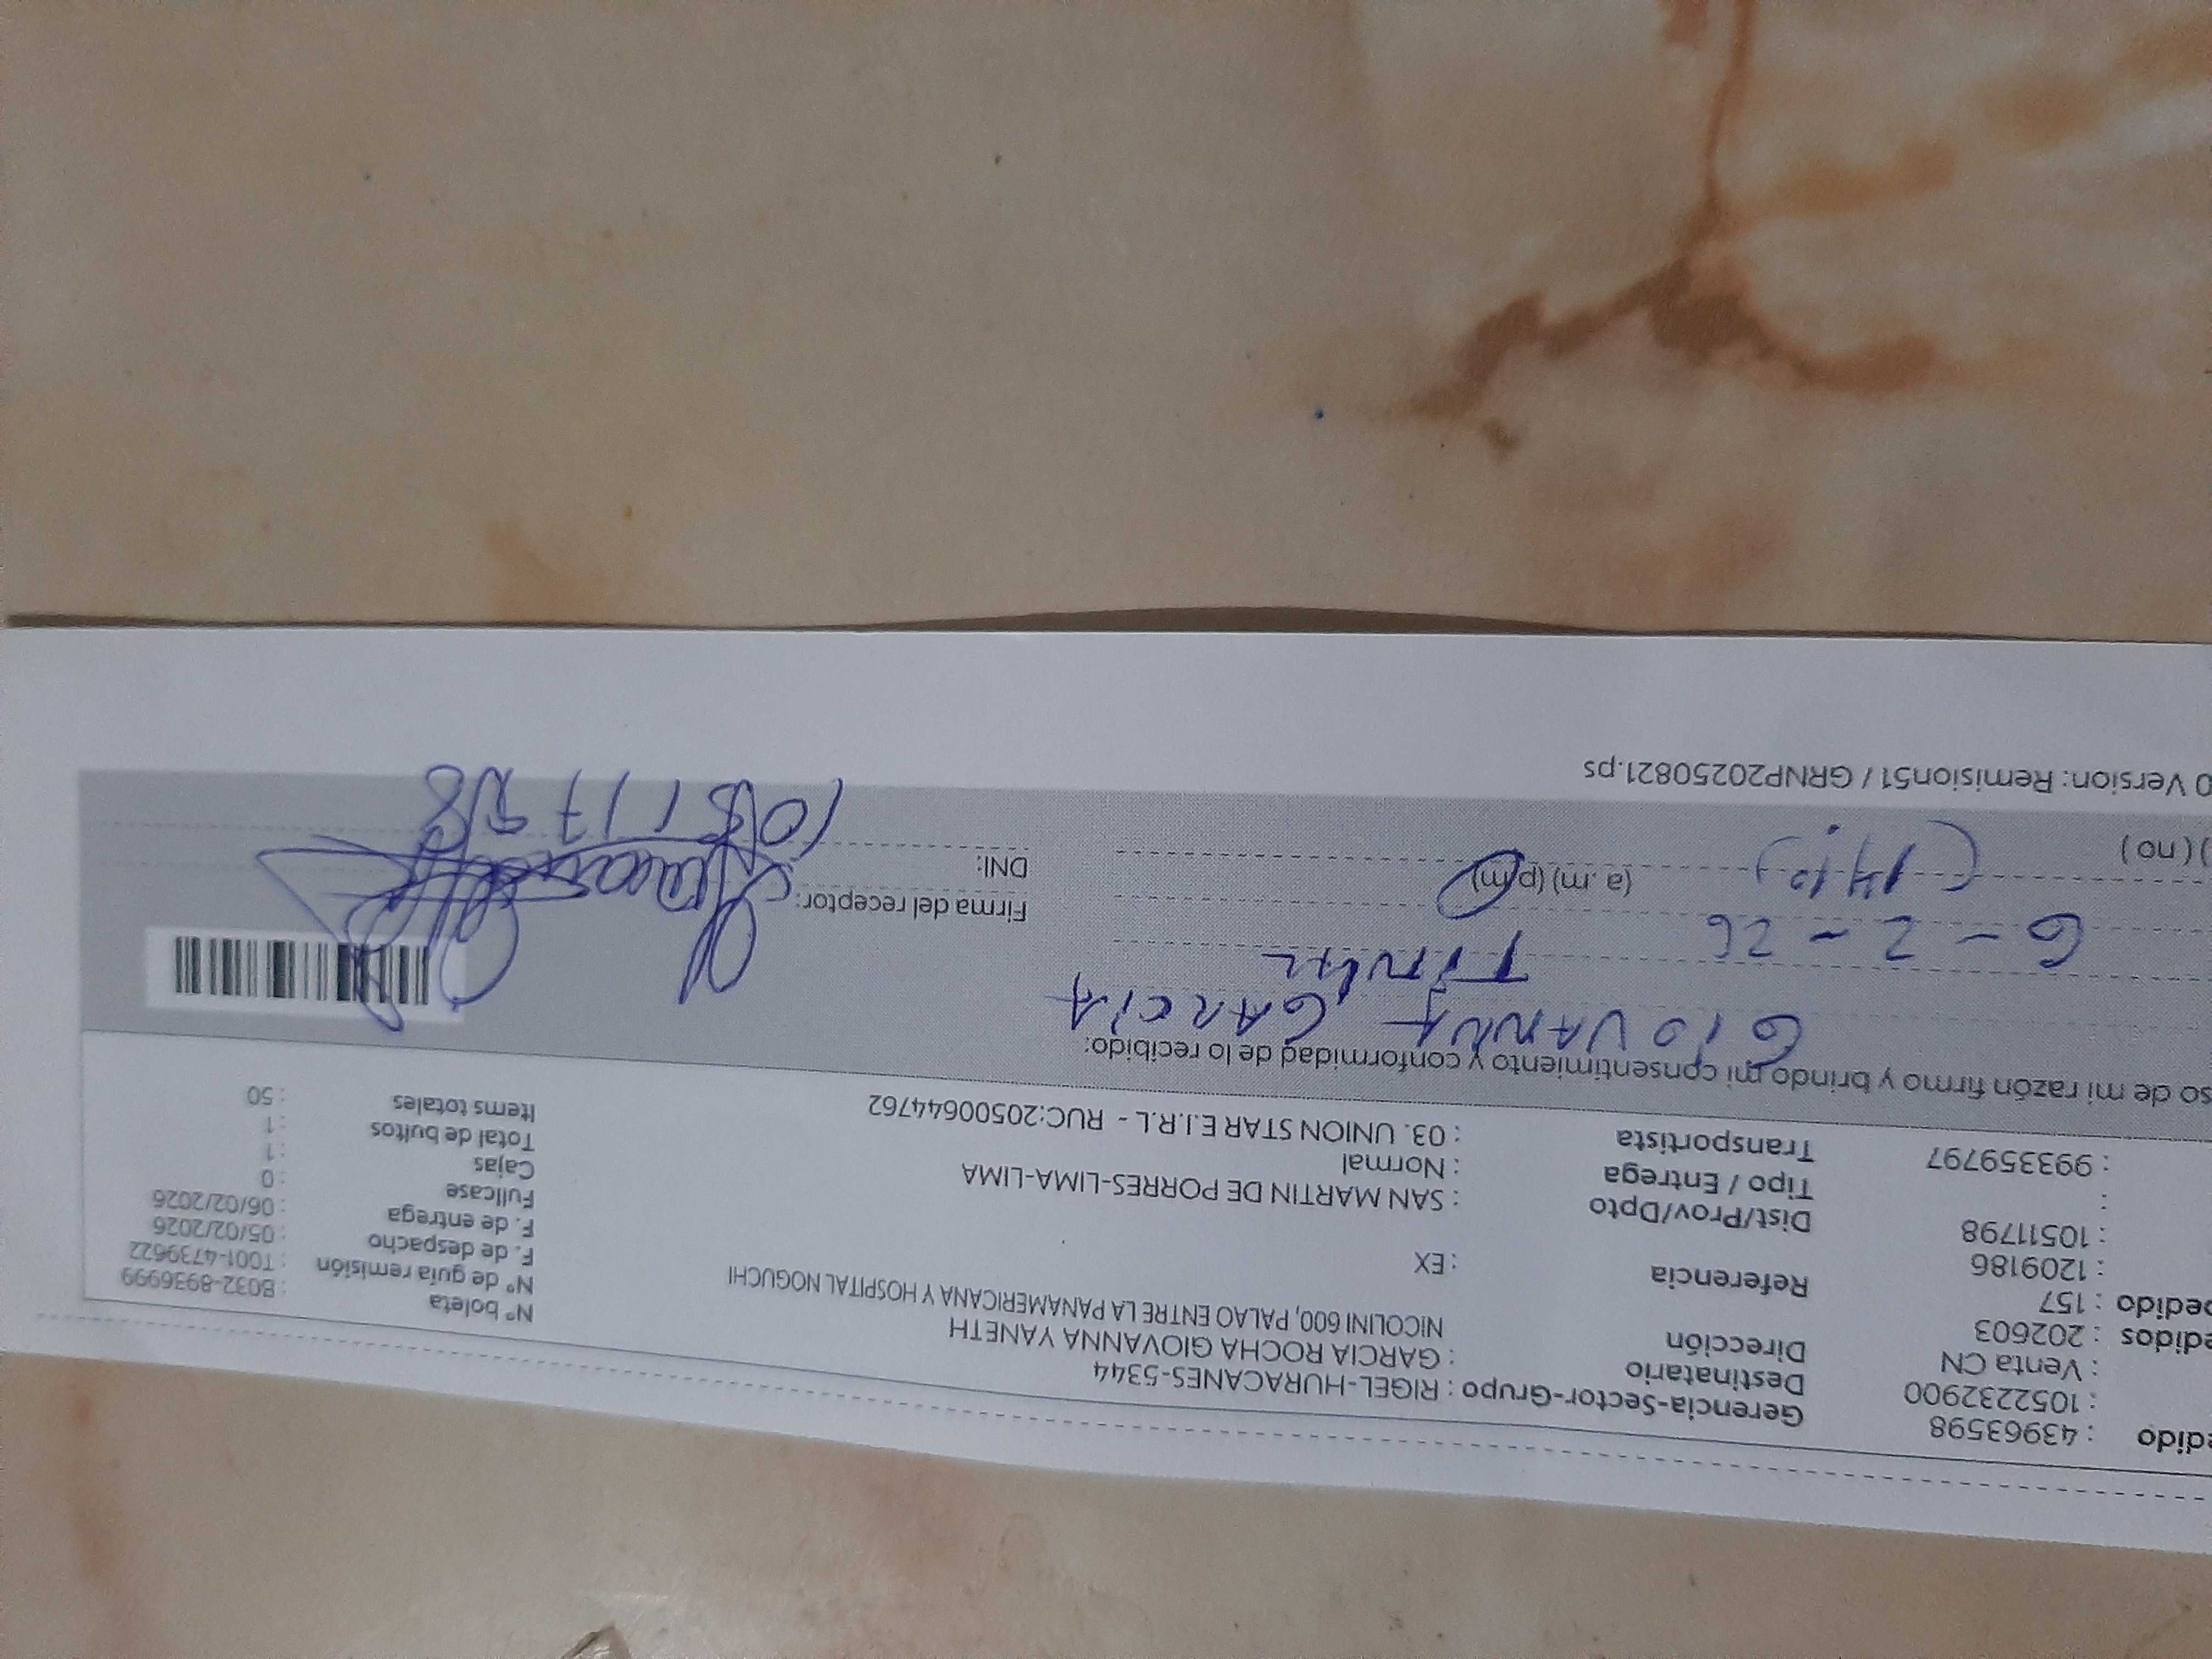 edido : 43963598
: 1052232900
: Venta CN
edidos : 202603
pedido : 157
: 1209186
: 10511798
:
: 993359797
Gerencia-Sector-Grupo : RIGEL-HURACANES-5344
Destinatario : GARCIA ROCHA GIOVANNA YANETH
Dirección NICOLINI 600, PALAO ENTRE LA PANAMERICANA Y HOSPITAL NOGUCHI
Referencia : EX
Dist/Prov/Dpto : SAN MARTIN DE PORRES-LIMA-LIMA
Tipo / Entrega : Normal
Transportista : 03. UNION STAR E.I.R.L - RUC:20500644762
Nº boleta : B032-8936999
Nº de guía remisión : T001-4739622
F. de despacho : 05/02/2026
F. de entrega : 06/02/2026
Fullcase : 0
Cajas : 1
Total de bultos : 1
Items totales : 50
so de mi razón firmo y brindo mi consentimiento y conformidad de lo recibido:
GIOVANNA GARCIA
6 - 2 - 26
(a.m) (p.m)
) ( no )
Firma del receptor:
DNI:
0 Version: Remision51 / GRNP20250821.ps